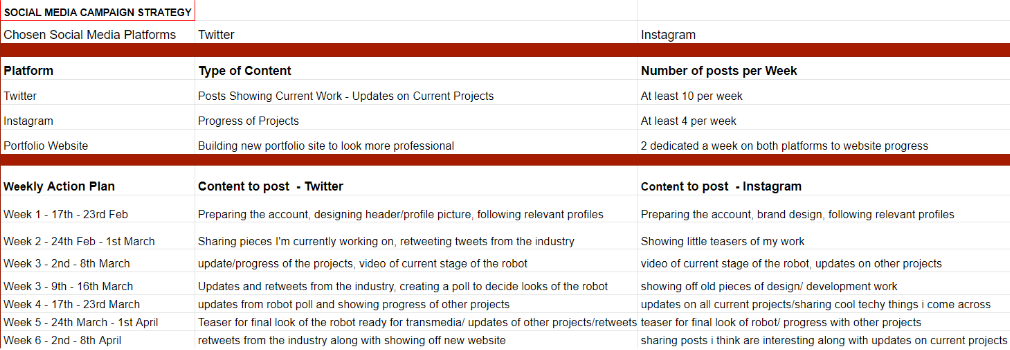 SOCIAL MEDIA CAMPAIGN STRATEGY
Chosen Social Media Platforms Twitter Instagram
Platform Type of Content Number of posts per Week
Twitter Posts Showing Current Work - Updates on Current Projects At least 10 per week
Instagram Progress of Projects At least 4 per week
Portfolio Website Building new portfolio site to look more professional 2 dedicated a week on both platforms to website progress
Weekly Action Plan Content to post - Twitter Content to post - Instagram
Week 1 - 17th - 23rd Feb Preparing the account, designing header/profile picture, following relevant profiles Preparing the account, brand design, following relevant profiles
Week 2 - 24th Feb - 1st March Sharing pieces I'm currently working on, retweeting tweets from the industry Showing little teasers of my work
Week 3 - 2nd - 8th March update/progress of the projects, video of current stage of the robot video of current stage of the robot, updates on other projects
Week 3 - 9th - 16th March Updates and retweets from the industry, creating a poll to decide looks of the robot showing off old pieces of design/ development work
Week 4 - 17th - 23rd March updates from robot poll and showing progress of other projects updates on all current projects/sharing cool techy things i come across
Week 5 - 24th March - 1st April Teaser for final look of the robot ready for transmedia/ updates of other projects/retweets teaser for final look of robot/ progress with other projects
Week 6 - 2nd - 8th April retweets from the industry along with showing off new website sharing posts i think are interesting along with updates on current projects